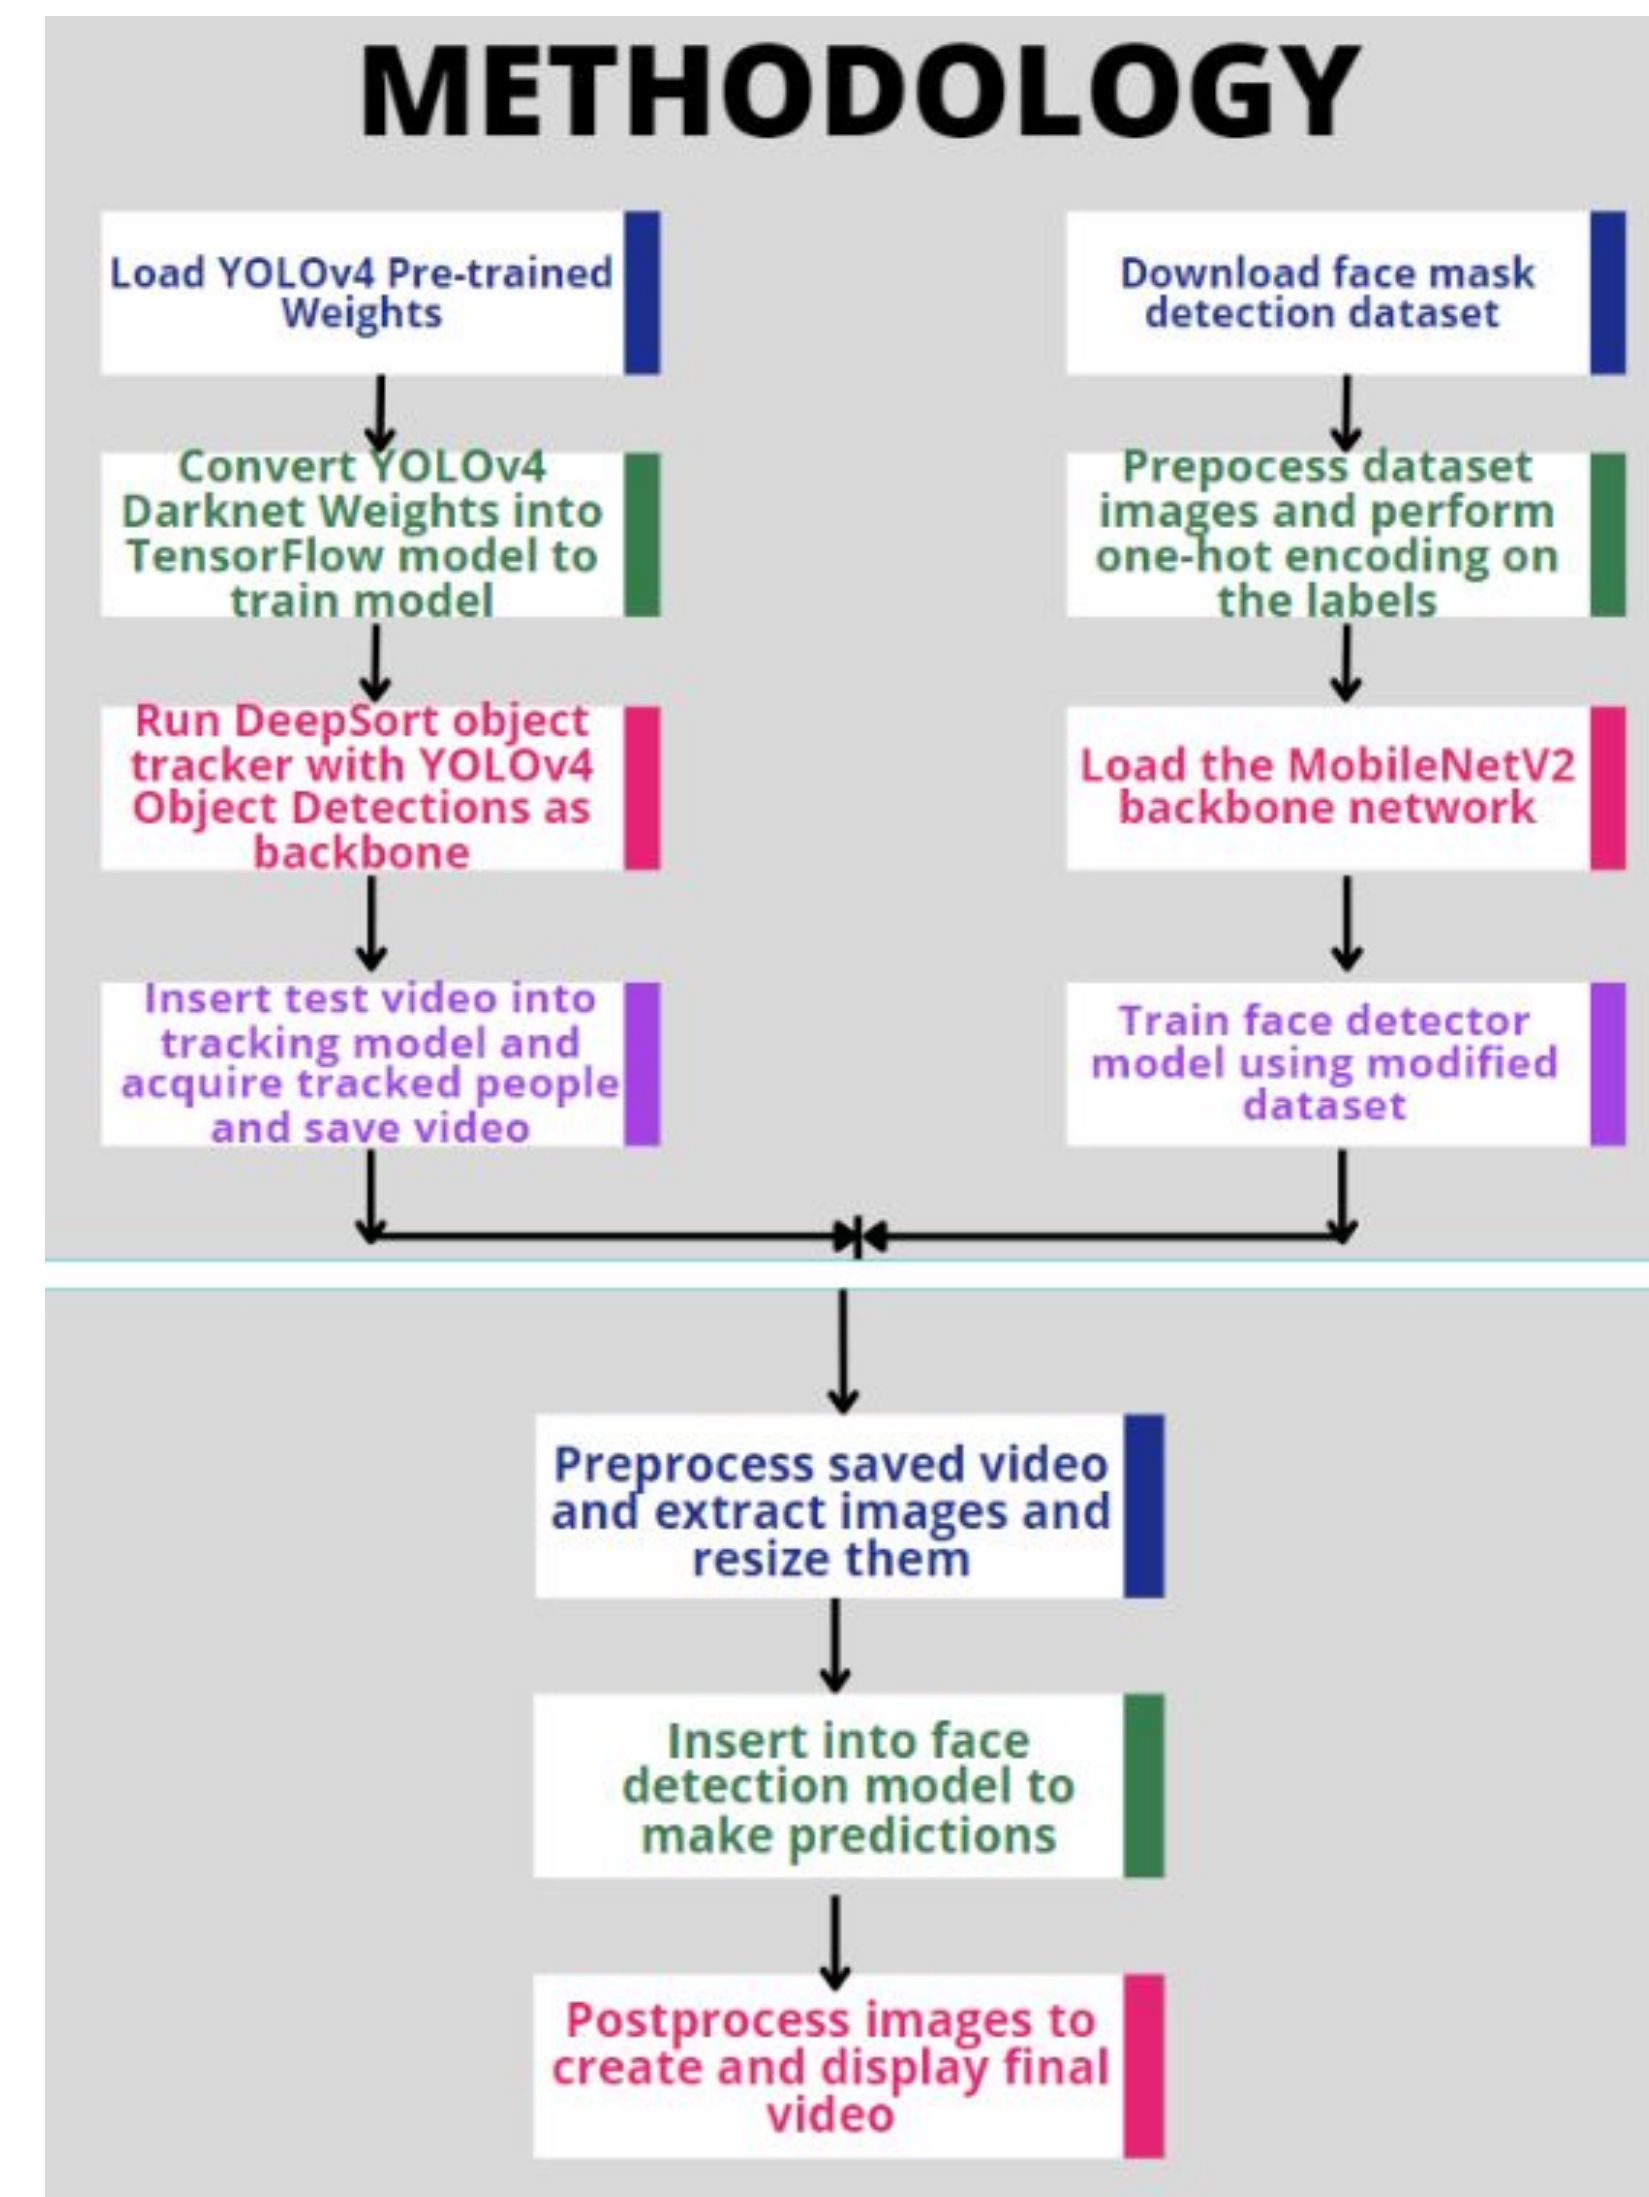 METHODOLOGY
Load YOLOv4 Pre-trained
Weights
Convert YOLOv4
Darknet Weights into
TensorFlow model to
train model
Run DeepSort object
tracker with YOLOv4
Object Detections as
backbone
Insert test video into
tracking model and
acquire tracked people
and save video
Download face mask
detection dataset
Prepocess dataset
images and perform
one-hot encoding on
the labels
Load the MobileNetV2
backbone network
Train face detector
model using modified
dataset
Preprocess saved video
and extract images and
resize them
Insert into face
detection model to
make predictions
Postprocess images to
create and display final
video